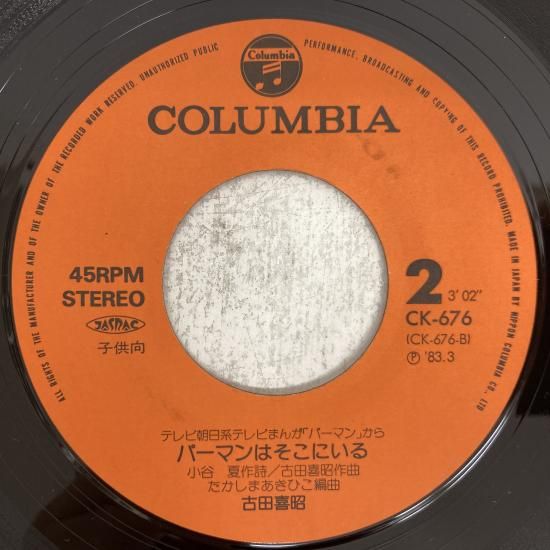 ALL RIGHTS OF THE MANUFACTURER AND OF THE OWNER OF THE RECORDED WORK RESERVED. UNAUTHORIZED PUBLIC PERFORMANCE, BROADCASTING AND COPYING OF THIS RECORD PROHIBITED. MADE IN JAPAN BY NIPPON COLUMBIA CO., LTD
Columbia
COLUMBIA
45RPM
STEREO
JASRAC
子供向
2 3'02"
CK-676
(CK-676-B)
Ⓟ '83.3
テレビ朝日系テレビまんが「パーマン」から
パーマンはそこにいる
小谷 夏作詩/古田喜昭作曲
たかしまあきひこ編曲
古田喜昭